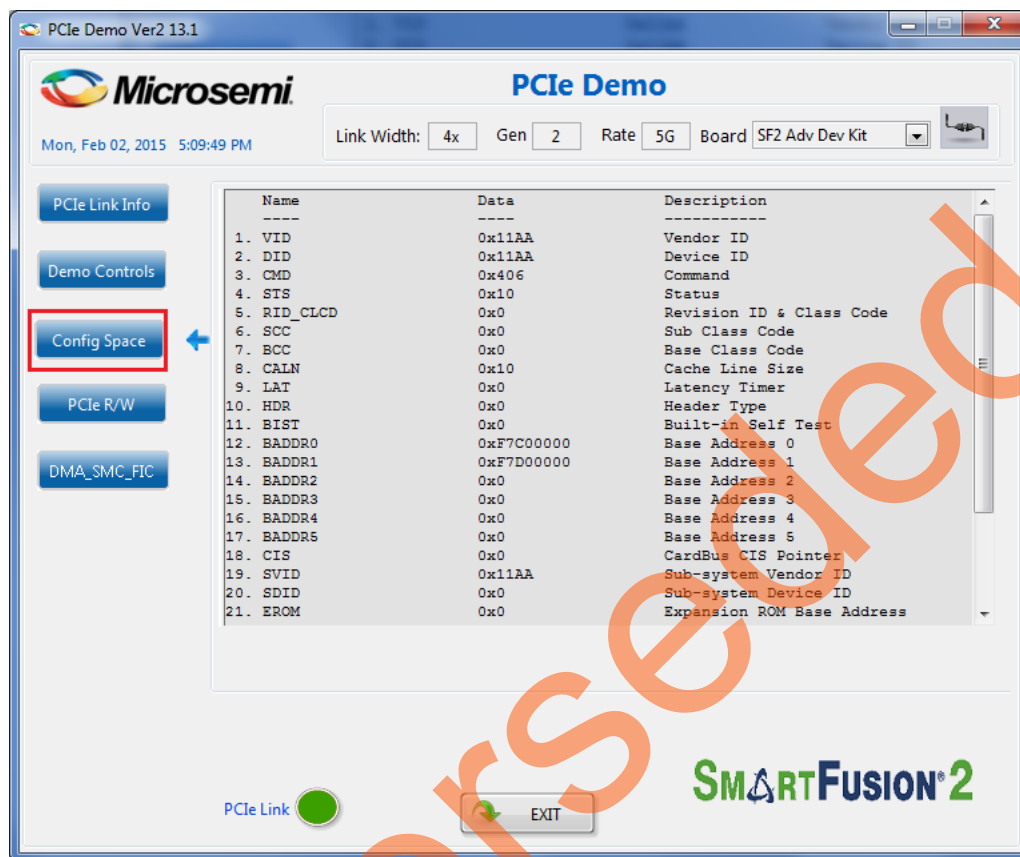 PCIe Demo Ver2 13.1
Microsemi.
PCIe Demo
Mon, Feb 02, 2015 5:09:49 PM
Link Width: 4x Gen 2 Rate 5G Board SF2 Adv Dev Kit
PCIe Link Info
Demo Controls
Config Space
PCIe R/W
DMA_SMC_FIC
Name Data Description
---- ---- -----------
1. VID 0x11AA Vendor ID
2. DID 0x11AA Device ID
3. CMD 0x406 Command
4. STS 0x10 Status
5. RID_CLCD 0x0 Revision ID & Class Code
6. SCC 0x0 Sub Class Code
7. BCC 0x0 Base Class Code
8. CALN 0x10 Cache Line Size
9. LAT 0x0 Latency Timer
10. HDR 0x0 Header Type
11. BIST 0x0 Built-in Self Test
12. BADDR0 0xF7C00000 Base Address 0
13. BADDR1 0xF7D00000 Base Address 1
14. BADDR2 0x0 Base Address 2
15. BADDR3 0x0 Base Address 3
16. BADDR4 0x0 Base Address 4
17. BADDR5 0x0 Base Address 5
18. CIS 0x0 CardBus CIS Pointer
19. SVID 0x11AA Sub-system Vendor ID
20. SDID 0x0 Sub-system Device ID
21. EROM 0x0 Expansion ROM Base Address
PCIe Link
EXIT
SMARTFUSION®2
erseded